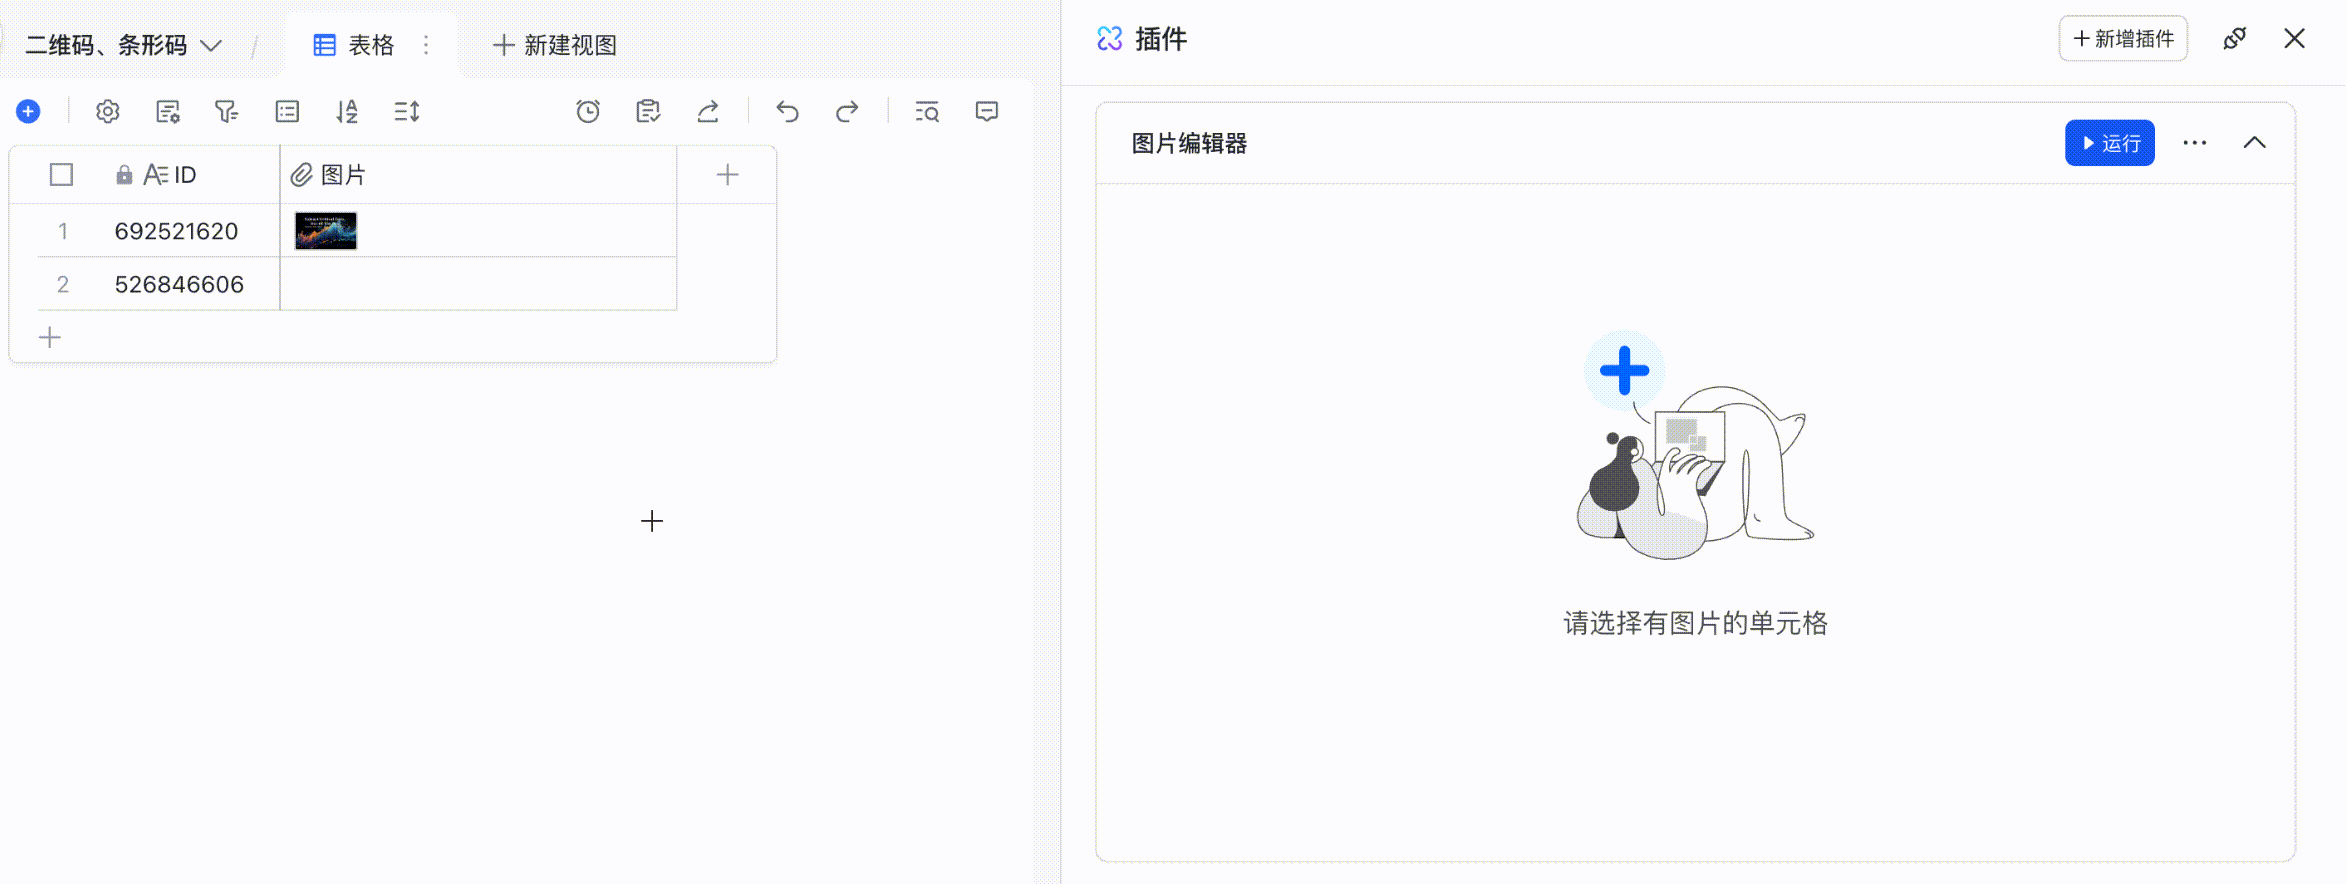 二维码、条形码
表格
新建视图
ID
图片
1
692521620
2
526846606
插件
新增插件
图片编辑器
运行
请选择有图片的单元格